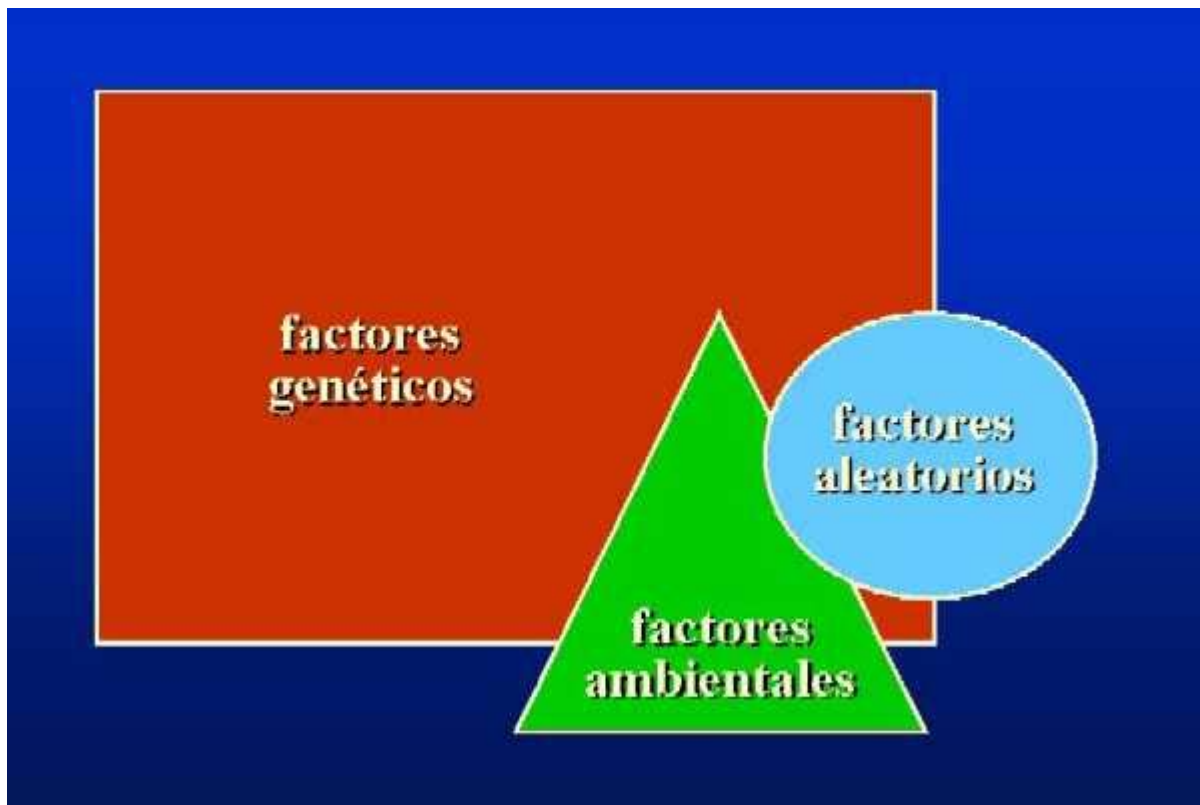 factores
genéticos
factores
aleatorios
factores
ambientales